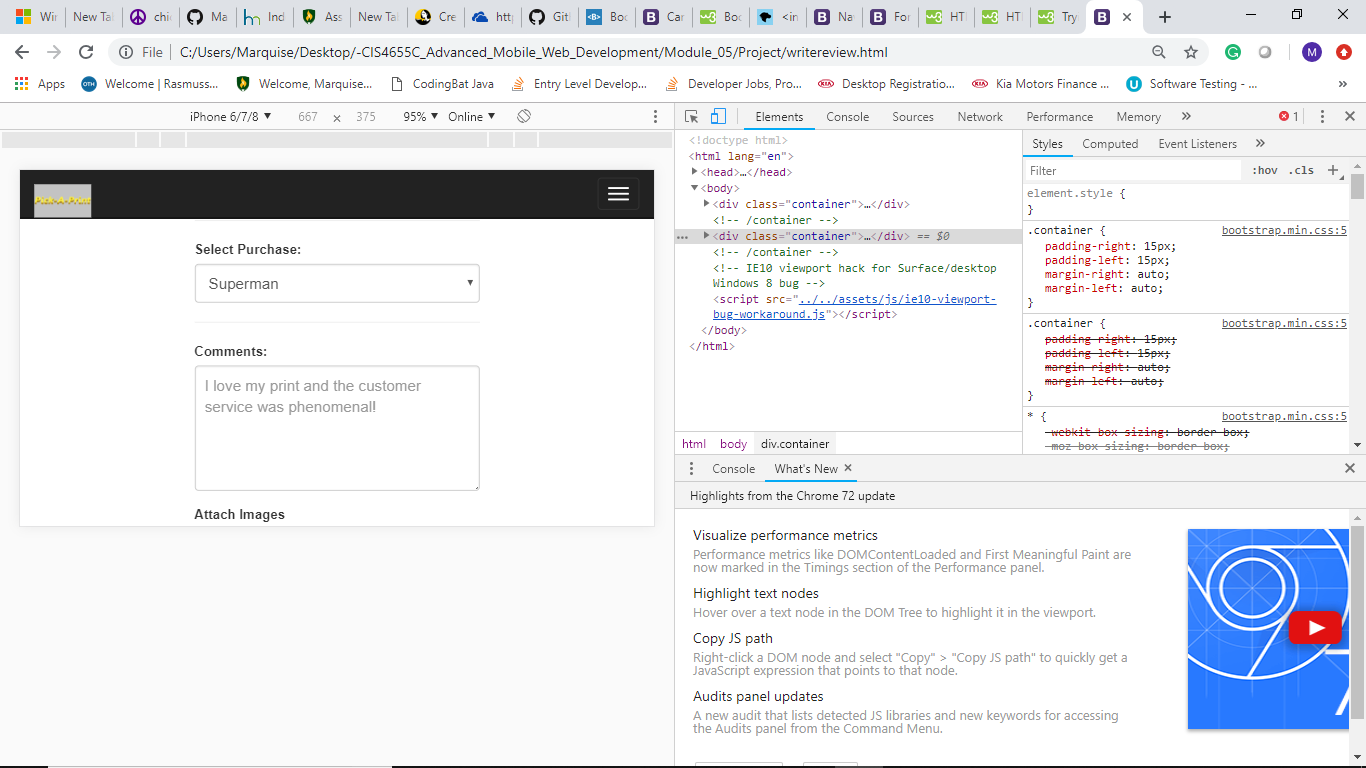 Wir New Tal chi Ma Ind Ass New Tal Cre http Gitl Boo Car Boo <in Na For HT HT Try
File C:/Users/Marquise/Desktop/-CIS4655C_Advanced_Mobile_Web_Development/Module_05/Project/writereview.html M
Apps Welcome | Rasmuss... Welcome, Marquise... CodingBat Java Entry Level Develop... Developer Jobs, Pro... Desktop Registratio... Kia Motors Finance ... Software Testing - ... »
iPhone 6/7/8 ▼ 667 x 375 95% ▼ Online ▼
Pick-A-Print
Select Purchase:
Superman
Comments:
I love my print and the customer
service was phenomenal!
Attach Images
Elements Console Sources Network Performance Memory » 1
<!doctype html>
<html lang="en">
<head>…</head>
<body>
<div class="container">…</div>
<!-- /container -->
<div class="container">…</div> == $0
<!-- /container -->
<!-- IE10 viewport hack for Surface/desktop
Windows 8 bug -->
<script src="../../assets/js/ie10-viewport-
bug-workaround.js"></script>
</body>
</html>
html body div.container
Styles Computed Event Listeners »
Filter :hov .cls +
element.style {
}
.container { bootstrap.min.css:5
padding-right: 15px;
padding-left: 15px;
margin-right: auto;
margin-left: auto;
}
.container { bootstrap.min.css:5
padding-right: 15px;
padding-left: 15px;
margin-right: auto;
margin-left: auto;
}
* { bootstrap.min.css:5
-webkit-box-sizing: border-box;
-moz-box-sizing: border-box;
Console What's New ×
Highlights from the Chrome 72 update
Visualize performance metrics
Performance metrics like DOMContentLoaded and First Meaningful Paint are
now marked in the Timings section of the Performance panel.
Highlight text nodes
Hover over a text node in the DOM Tree to highlight it in the viewport.
Copy JS path
Right-click a DOM node and select "Copy" > "Copy JS path" to quickly get a
JavaScript expression that points to that node.
Audits panel updates
A new audit that lists detected JS libraries and new keywords for accessing
the Audits panel from the Command Menu.